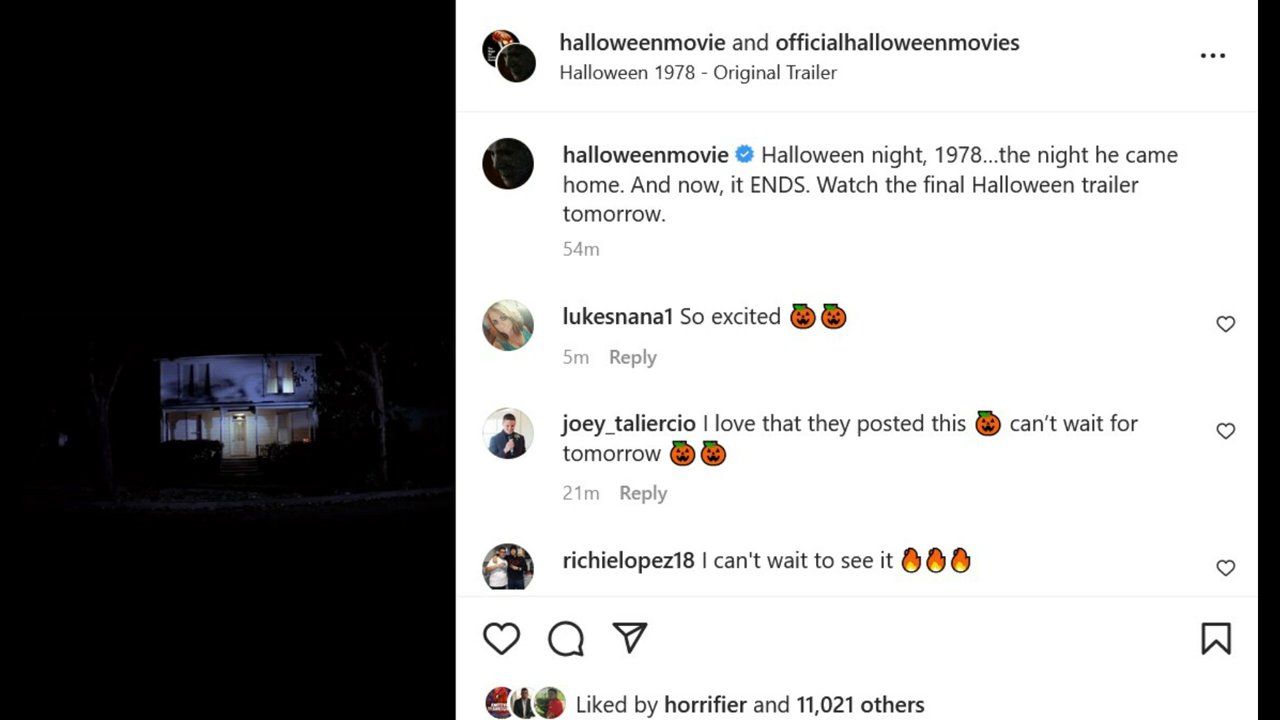 halloweenmovie and officialhalloweenmovies
Halloween 1978 - Original Trailer
halloweenmovie Halloween night, 1978...the night he came
home. And now, it ENDS. Watch the final Halloween trailer
tomorrow.
54m
lukesnana1 So excited 🎃🎃
5m Reply
joey_taliercio I love that they posted this 🎃 can’t wait for
tomorrow 🎃🎃
21m Reply
richielopez18 I can't wait to see it 🔥🔥🔥
Liked by horrifier and 11,021 others